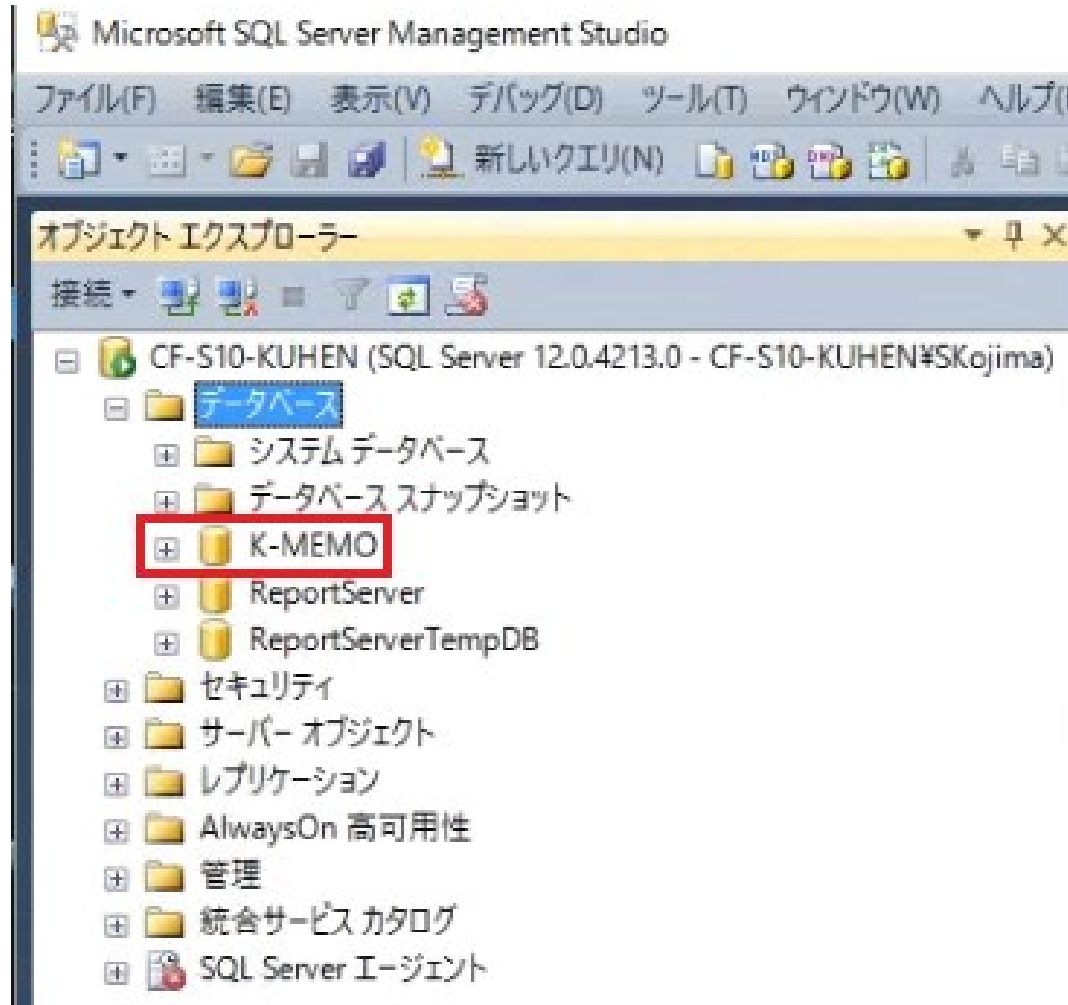 Microsoft SQL Server Management Studio
ファイル(F) 編集(E) 表示(V) デバッグ(D) ツール(T) ウィンドウ(W) ヘルプ(
新しいクエリ(N)
オブジェクト エクスプローラー
接続
CF-S10-KUHEN (SQL Server 12.0.4213.0 - CF-S10-KUHEN¥SKojima)
データベース
システム データベース
データベース スナップショット
K-MEMO
ReportServer
ReportServerTempDB
セキュリティ
サーバー オブジェクト
レプリケーション
AlwaysOn 高可用性
管理
統合サービス カタログ
SQL Server エージェント